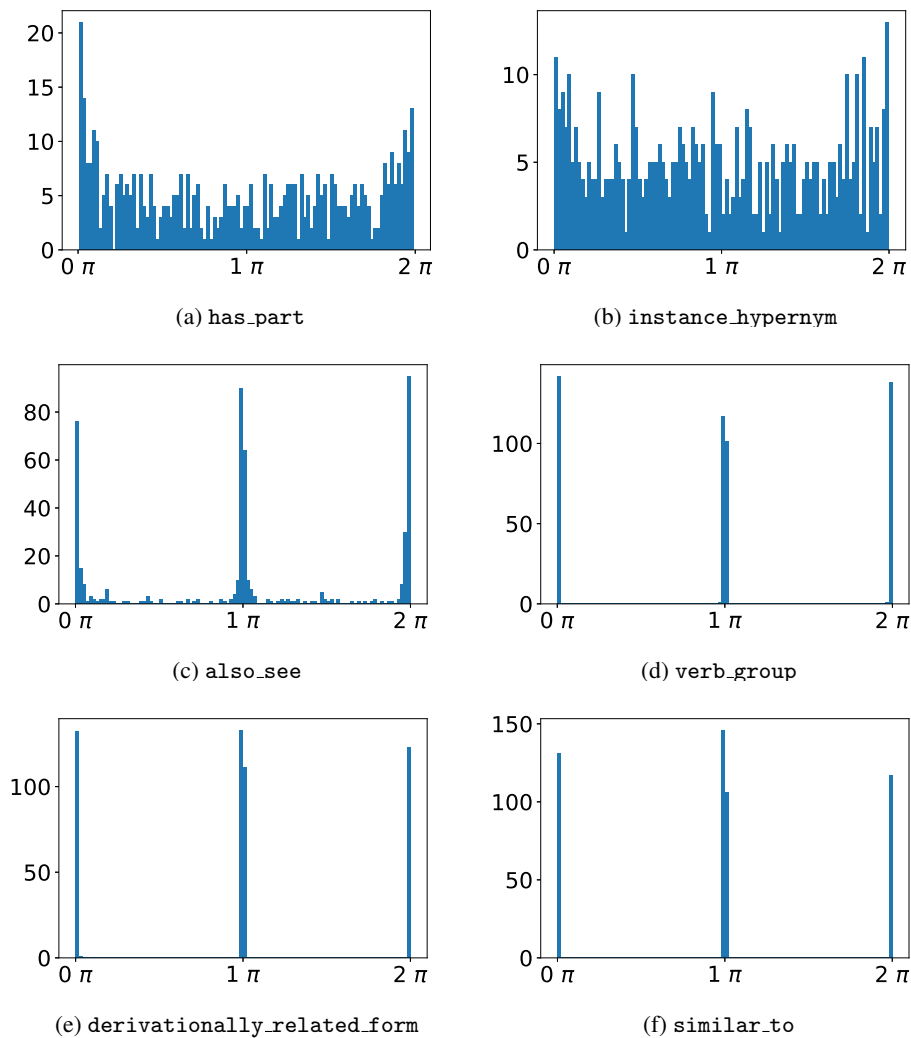 20
15
10
5
0
0 π 1 π 2 π
(a) has_part
10
5
0
0 π 1 π 2 π
(b) instance_hypernym
80
60
40
20
0
0 π 1 π 2 π
(c) also_see
100
50
0
0 π 1 π 2 π
(d) verb_group
100
50
0
0 π 1 π 2 π
(e) derivationally_related_form
150
100
50
0
0 π 1 π 2 π
(f) similar_to